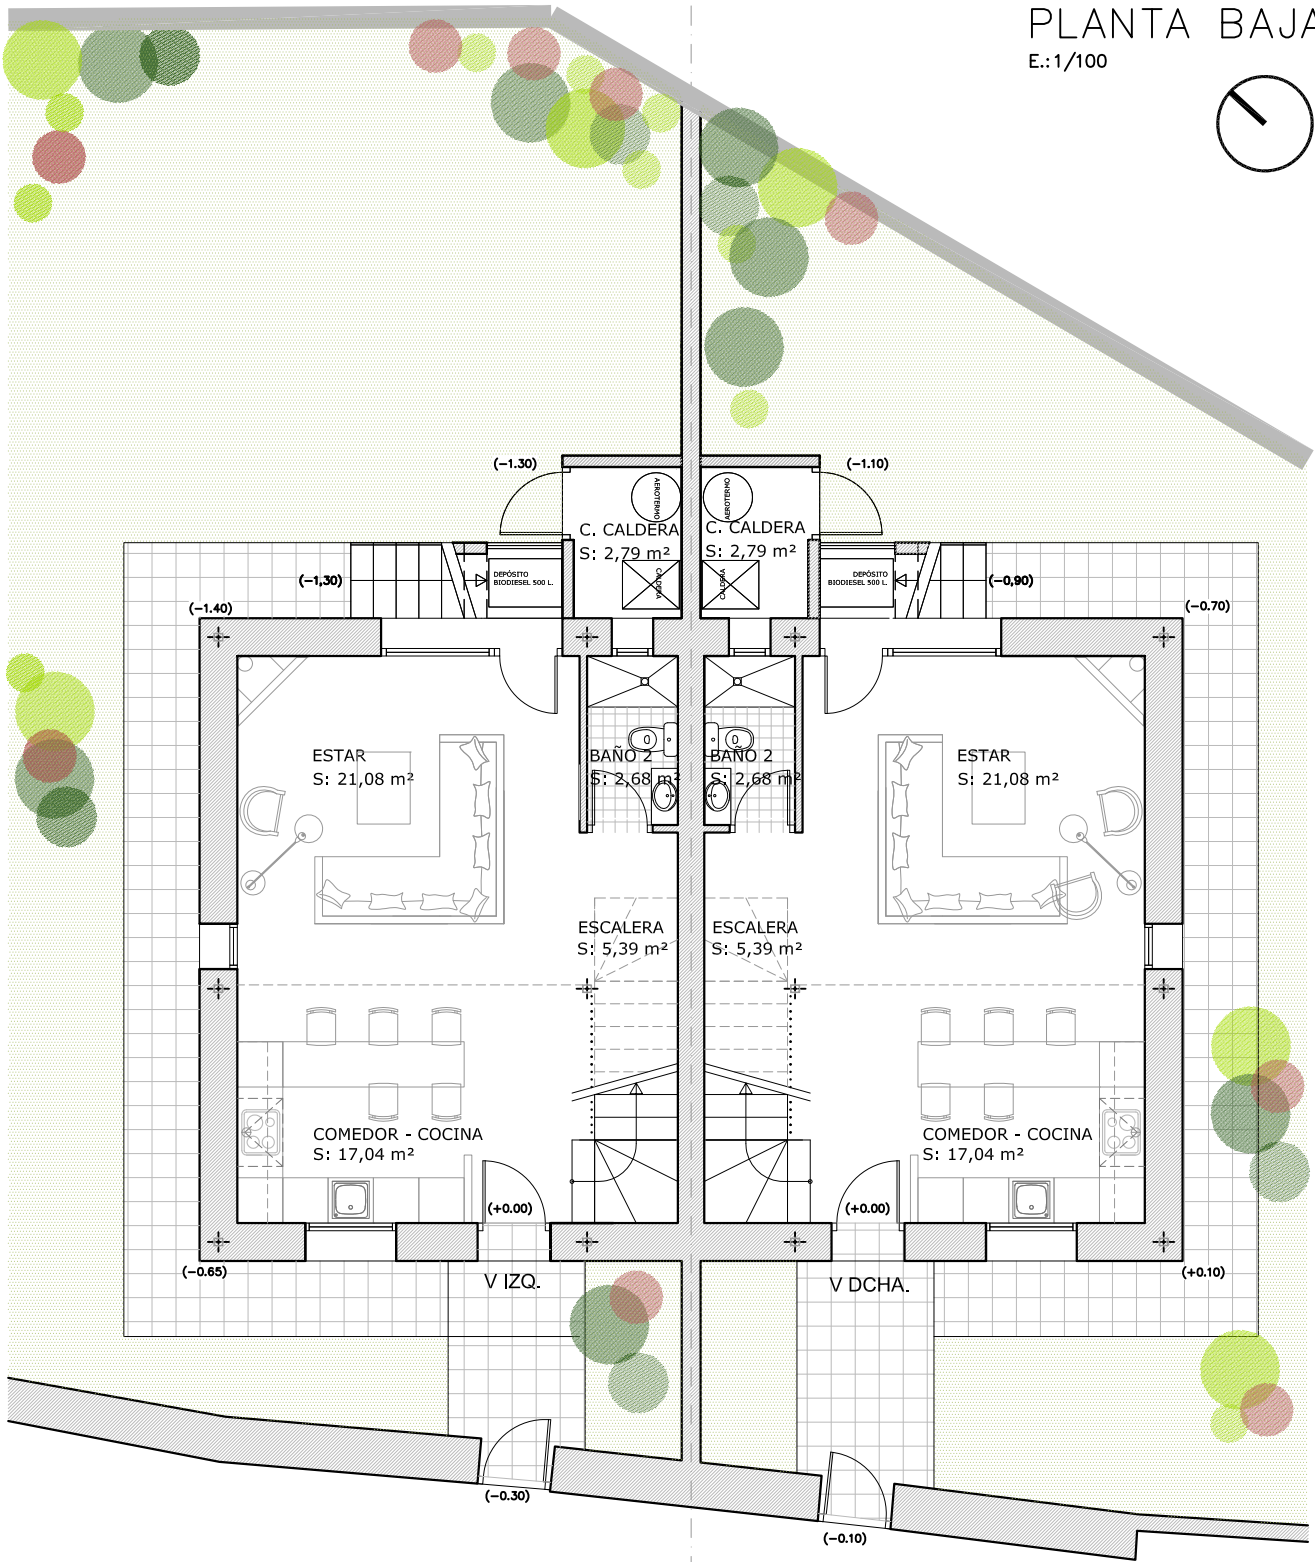 PLANTA BAJA
E.:1/100
(-1.30)
(-1.10)
AEROTERMO
AEROTERMO
C. CALDERA
S: 2,79 m²
C. CALDERA
S: 2,79 m²
CALDERA
CALDERA
DEPÓSITO
BIODIESEL 500 L.
DEPÓSITO
BIODIESEL 500 L.
(-1,30)
(-0,90)
(-1.40)
(-0.70)
ESTAR
S: 21,08 m²
BAÑO 2
S: 2,68 m²
BAÑO 2
S: 2,68 m²
ESTAR
S: 21,08 m²
ESCALERA
S: 5,39 m²
ESCALERA
S: 5,39 m²
COMEDOR - COCINA
S: 17,04 m²
COMEDOR - COCINA
S: 17,04 m²
(+0.00)
(+0.00)
(-0.65)
V IZQ.
V DCHA.
(+0.10)
(-0.30)
(-0.10)